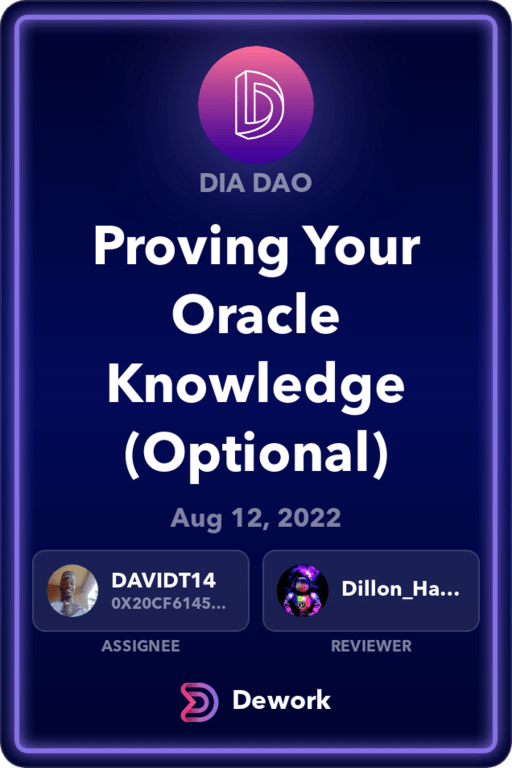 DIA DAO
Proving Your
Oracle
Knowledge
(Optional)
Aug 12, 2022
DAVIDT14
0X20CF6145...
Dillon_Ha...
ASSIGNEE
REVIEWER
Dework